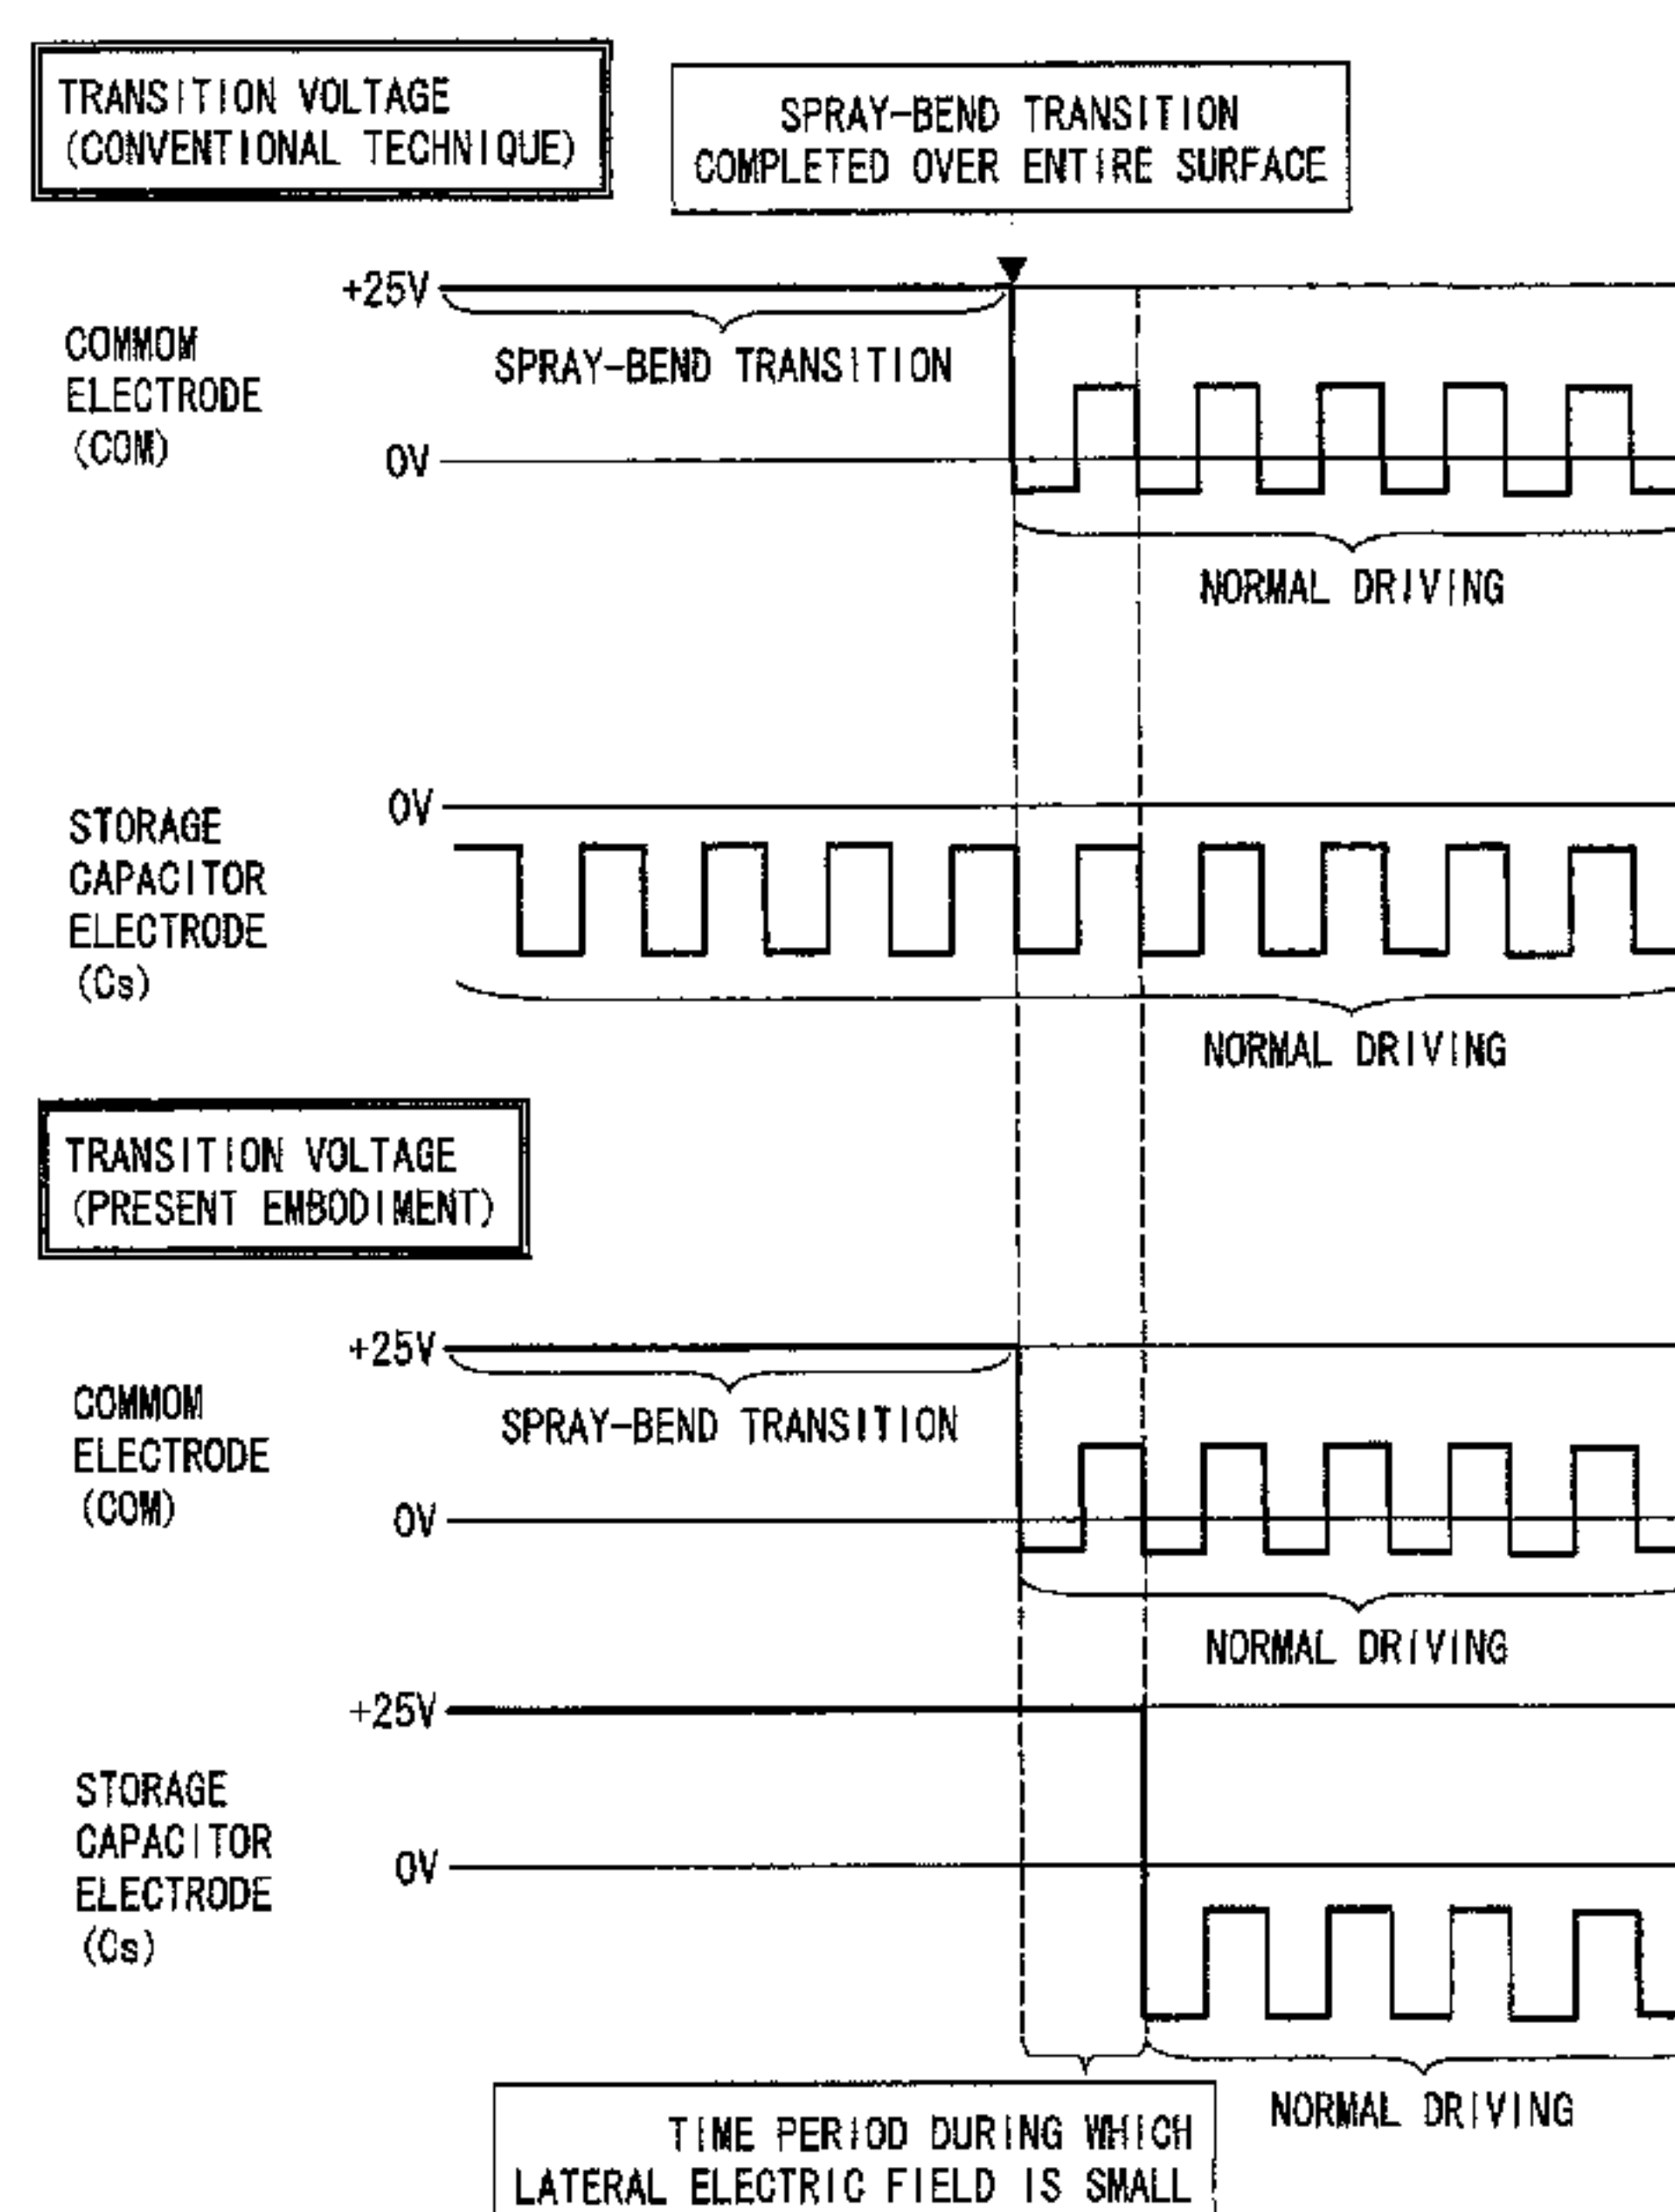 TRANSITION VOLTAGE
(CONVENTIONAL TECHNIQUE)
SPRAY-BEND TRANSITION
COMPLETED OVER ENTIRE SURFACE
+25V
COMMOM
ELECTRODE
(COM)
SPRAY-BEND TRANSITION
0V
NORMAL DRIVING
0V
STORAGE
CAPACITOR
ELECTRODE
(Cs)
NORMAL DRIVING
TRANSITION VOLTAGE
(PRESENT EMBODIMENT)
+25V
COMMOM
ELECTRODE
(COM)
SPRAY-BEND TRANSITION
0V
NORMAL DRIVING
+25V
STORAGE
CAPACITOR
ELECTRODE
(Cs)
0V
NORMAL DRIVING
TIME PERIOD DURING WHICH
LATERAL ELECTRIC FIELD IS SMALL